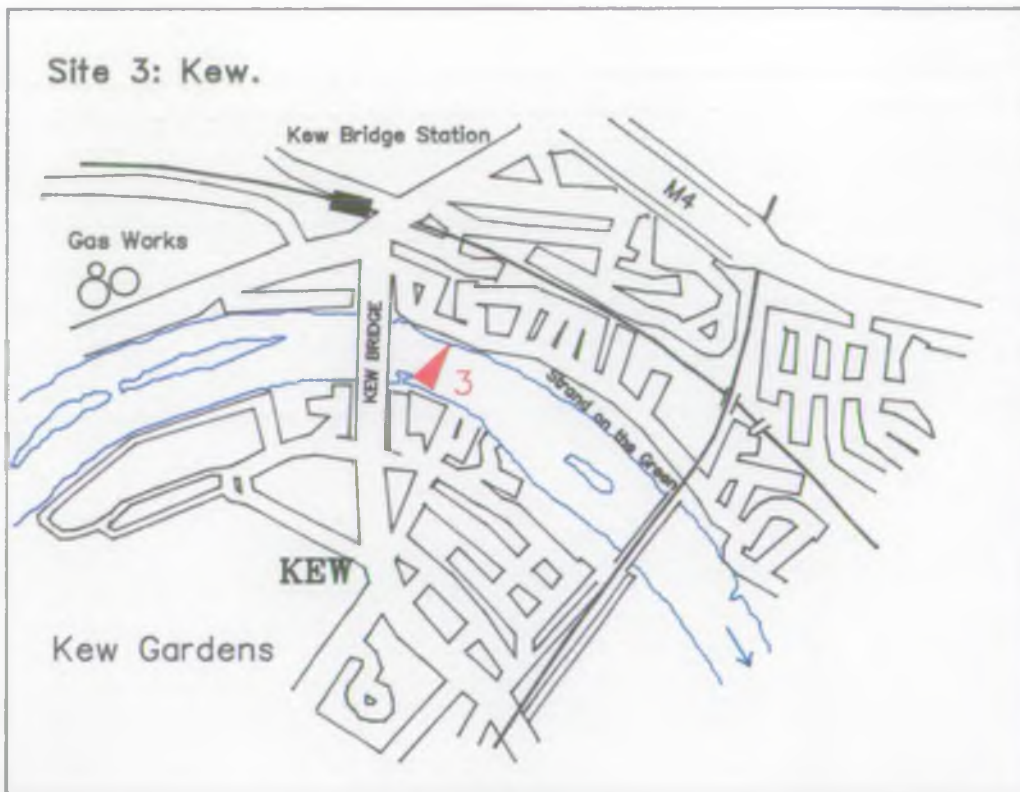 Site 3: Kew.
Kew Bridge Station
M4
Gas Works
KEW BRIDGE
3
Strand on the Green
KEW
Kew Gardens